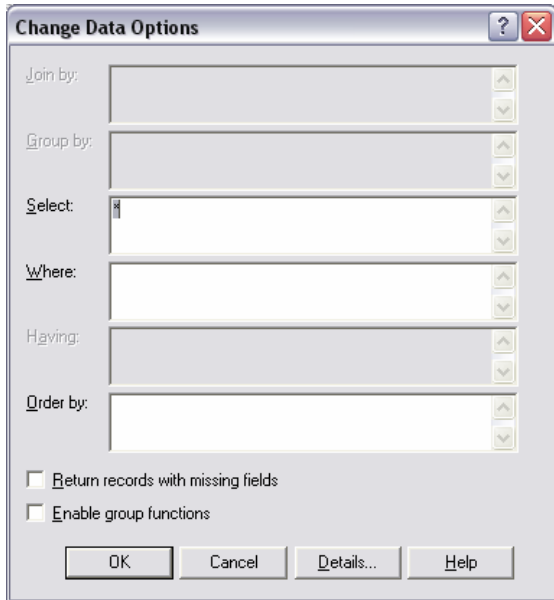 Change Data Options
Join by:
Group by:
Select: *
Where:
Having:
Order by:
Return records with missing fields
Enable group functions
OK Cancel Details... Help